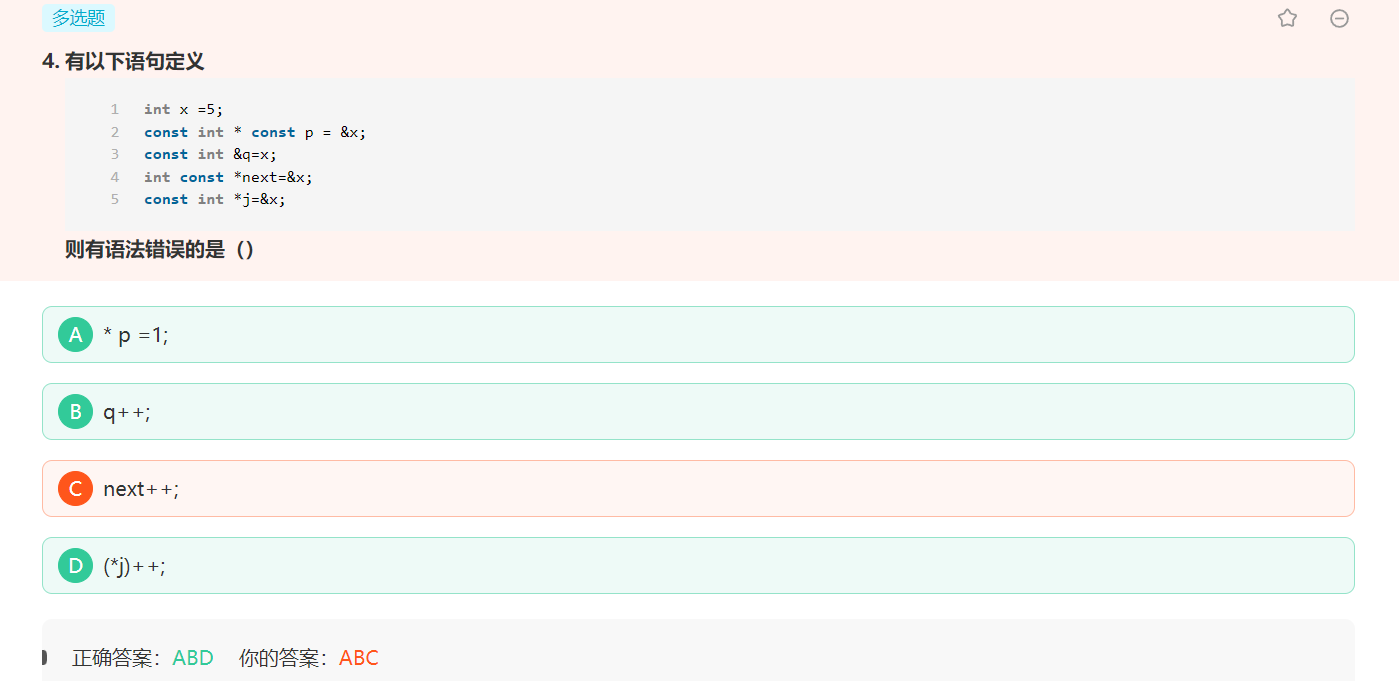 多选题
4. 有以下语句定义
1 int x =5;
2 const int * const p = &x;
3 const int &q=x;
4 int const *next=&x;
5 const int *j=&x;
则有语法错误的是（）
A * p =1;
B q++;
C next++;
D (*j)++;
正确答案：ABD 你的答案：ABC